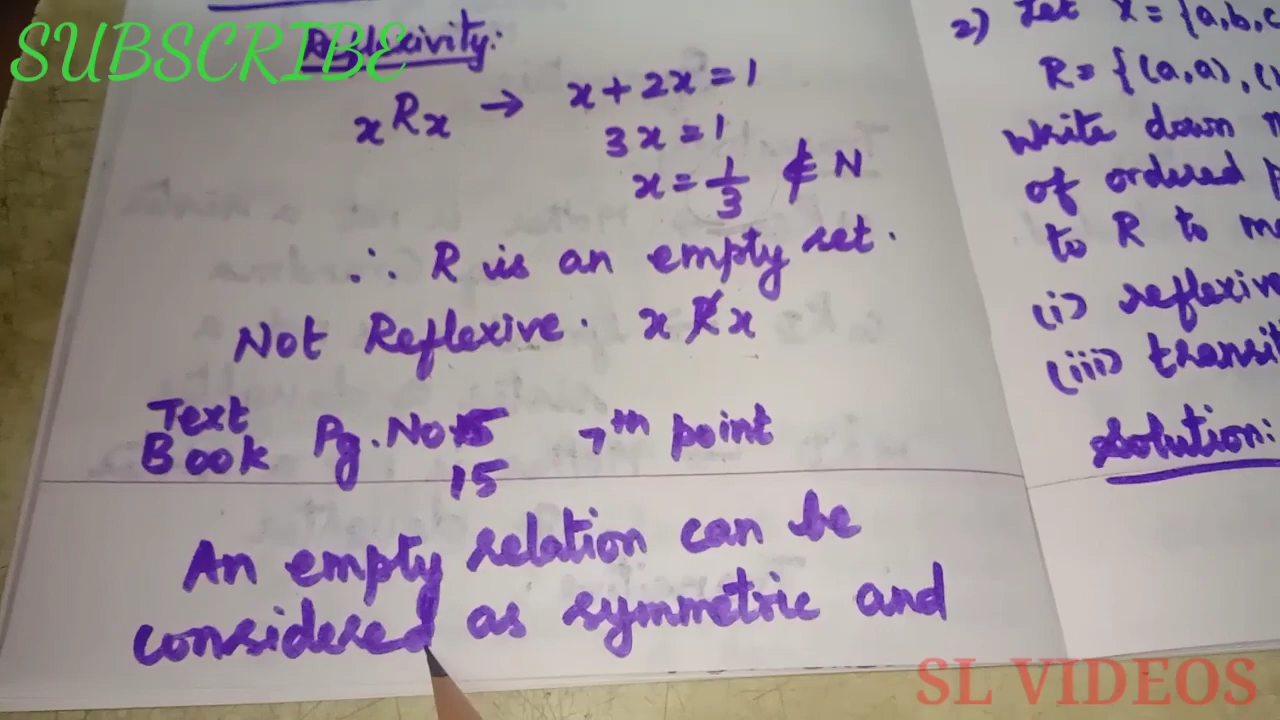 SUBSCRIBE
Reflexivity:
xRx → x + 2x = 1
3x = 1
x = 1/3 ∉ N
∴ R is an empty set.
Not Reflexive. x R̸ x
Text Book Pg. No 15 7th point
15
An empty relation can be
considered as symmetric and
2) Let X = {a,b,c
R = {(a,a), (
write down
of ordered
to R to m
(i) reflexive
(iii) transit
Solution:
SL VIDEOS